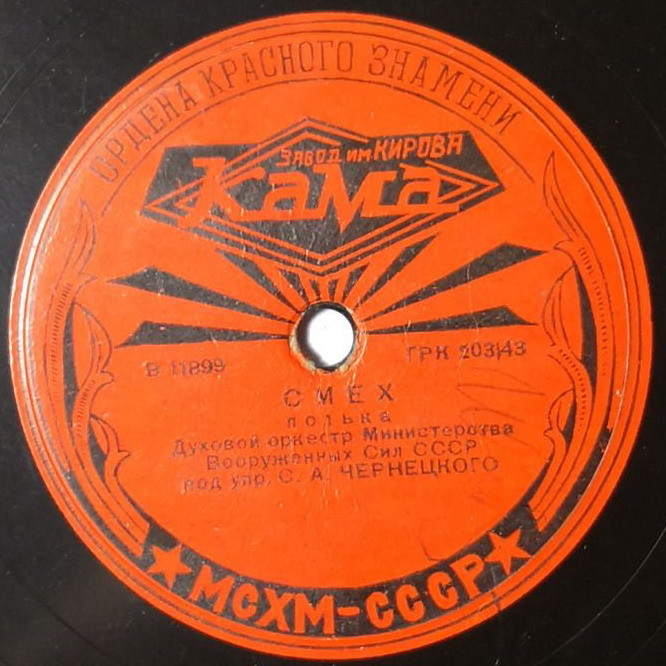 ОРДЕНА КРАСНОГО ЗНАМЕНИ
ЗАВОД им КИРОВА
КаМа
В 11899
ГРК 203/43
СМЕХ
полька
Духовой оркестр Министерства
Вооруженных Сил СССР
под упр. С. А. ЧЕРНЕЦКОГО
★МСХМ-СССР★